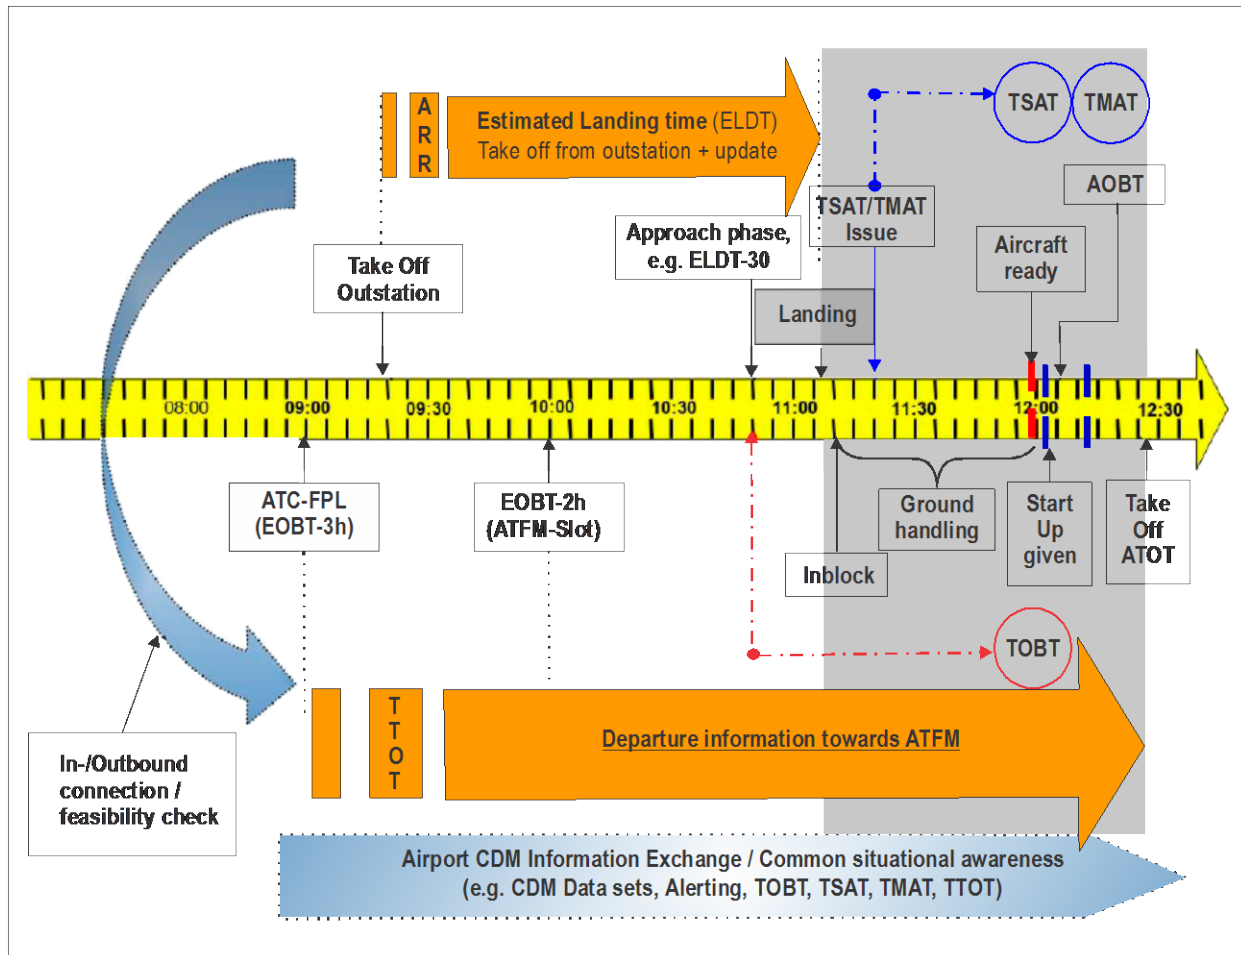 A
R
R
Estimated Landing time (ELDT)
Take off from outstation + update
TSAT
TMAT
AOBT
TSAT/TMAT
Issue
Approach phase,
e.g. ELDT-30
Aircraft
ready
Take Off
Outstation
Landing
08:00
09:00
09:30
10:00
10:30
11:00
11:30
12:00
12:30
ATC-FPL
(EOBT-3h)
EOBT-2h
(ATFM-Slot)
Ground
handling
Start
Up
given
Take
Off
ATOT
Inblock
TOBT
T
T
O
T
Departure information towards ATFM
In-/Outbound
connection /
feasibility check
Airport CDM Information Exchange / Common situational awareness
(e.g. CDM Data sets, Alerting, TOBT, TSAT, TMAT, TTOT)